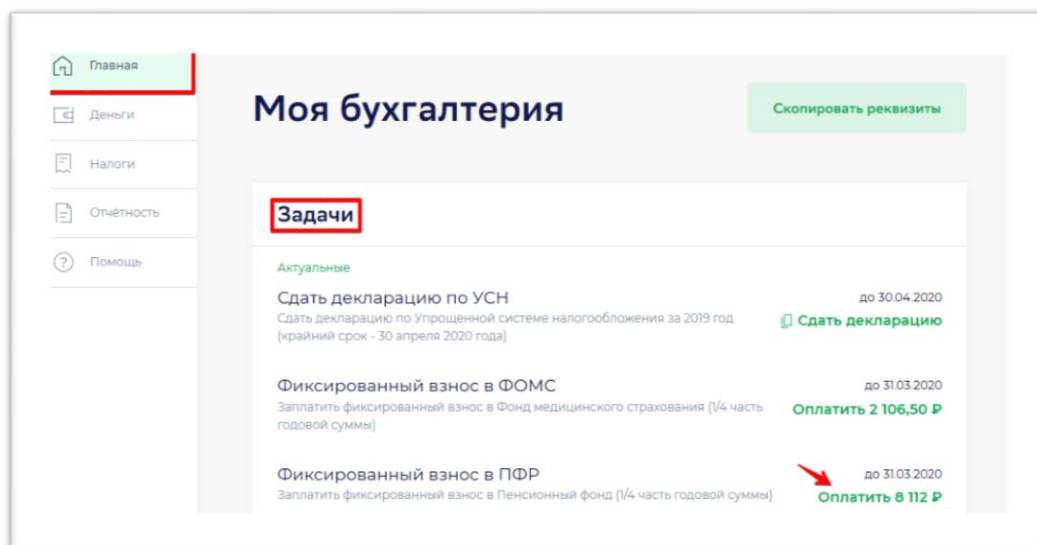 Главная
Деньги
Налоги
Отчётность
Помощь
Моя бухгалтерия
Скопировать реквизиты
Задачи
Актуальные
Сдать декларацию по УСН
до 30.04.2020
Сдать декларацию по Упрощенной системе налогообложения за 2019 год
(крайний срок - 30 апреля 2020 года)
Сдать декларацию
Фиксированный взнос в ФОМС
до 31.03.2020
Заплатить фиксированный взнос в Фонд медицинского страхования (1/4 часть
годовой суммы)
Оплатить 2 106,50 ₽
Фиксированный взнос в ПФР
до 31.03.2020
Заплатить фиксированный взнос в Пенсионный фонд (1/4 часть годовой суммы)
Оплатить 8 112 ₽